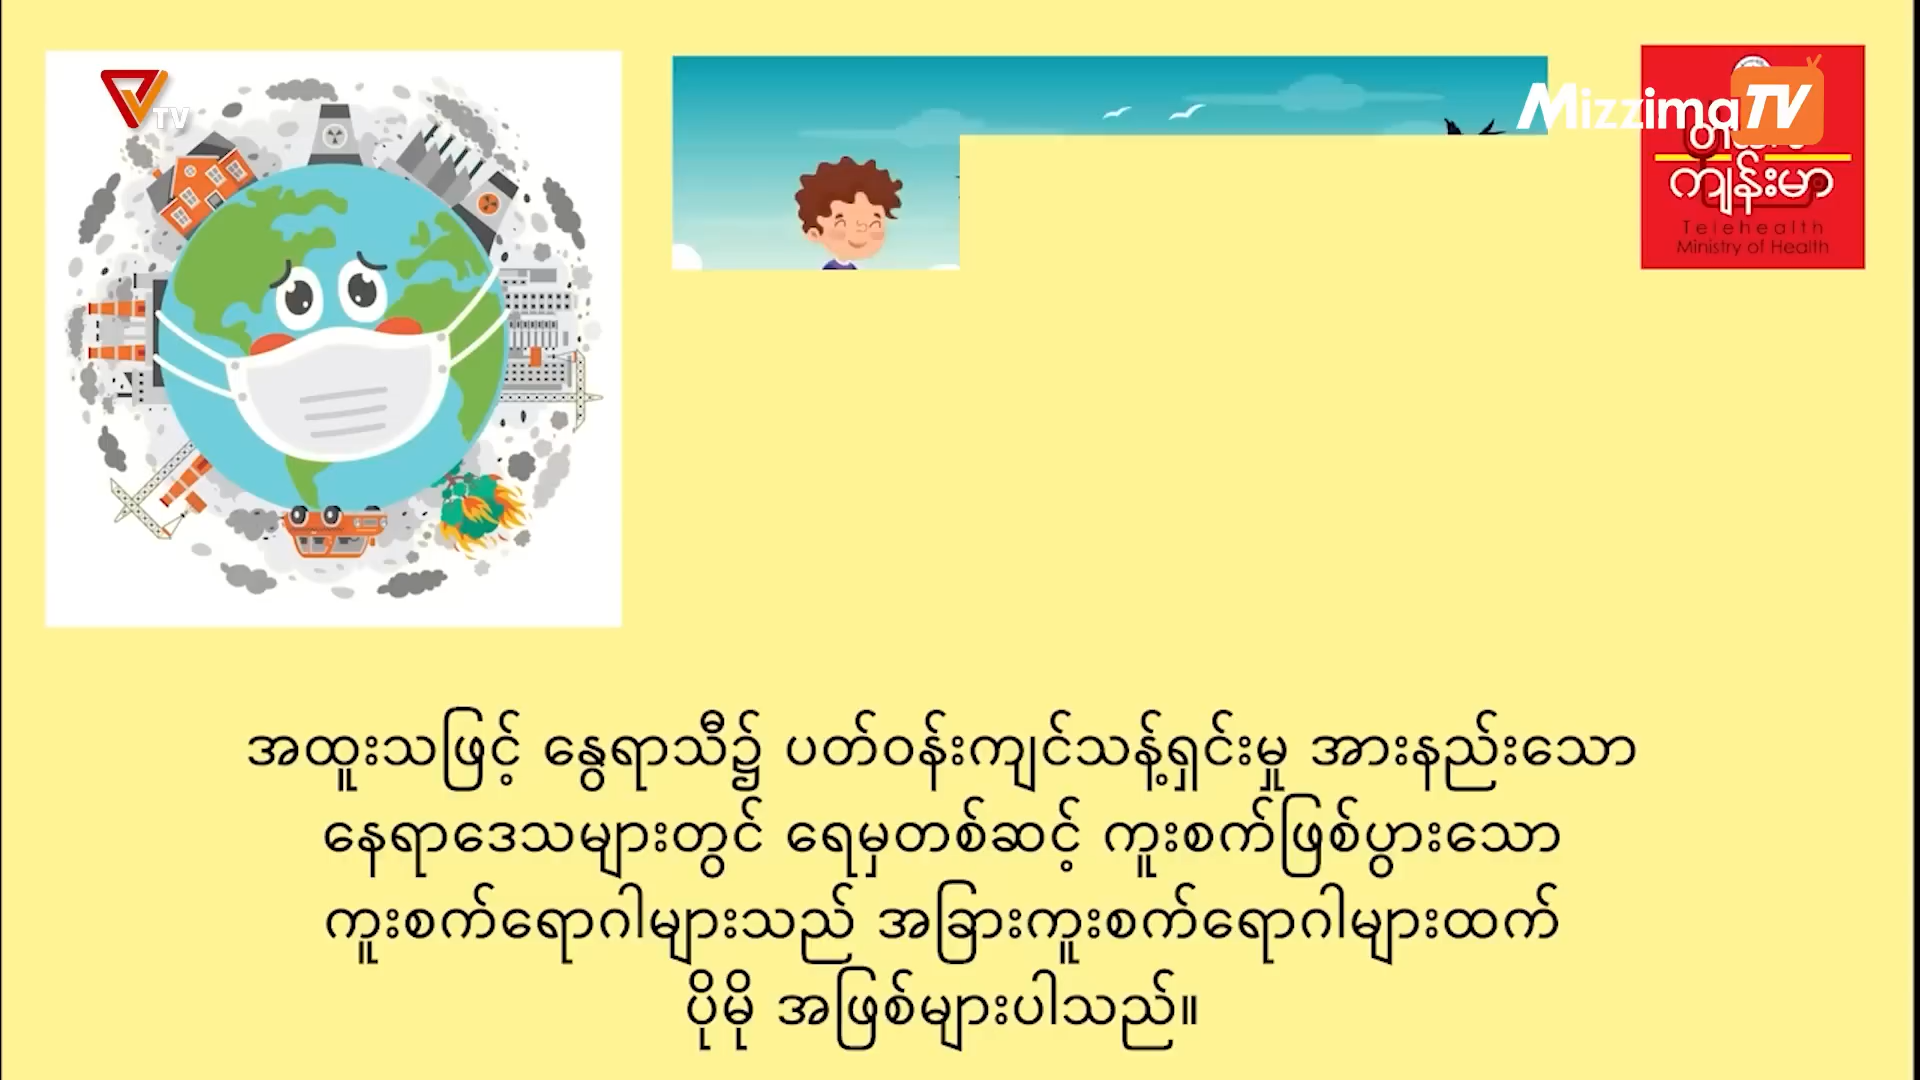 TV
Mizzima TV
ကျန်းမာ
Telehealth
Ministry of Health
အထူးသဖြင့် နွေရာသီ၌ ပတ်ဝန်းကျင်သန့်ရှင်းမှု အားနည်းသော
နေရာဒေသများတွင် ရေမှတစ်ဆင့် ကူးစက်ဖြစ်ပွားသော
ကူးစက်ရောဂါများသည် အခြားကူးစက်ရောဂါများထက်
ပိုမို အဖြစ်များပါသည်။